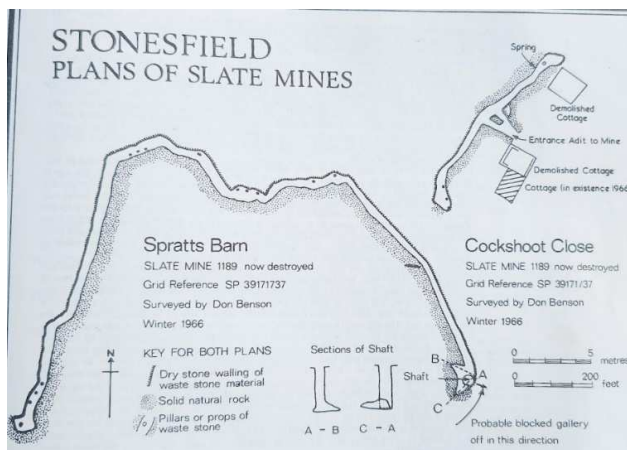 STONESFIELD
PLANS OF SLATE MINES
Spring
Demolished
Cottage
Entrance Adit to Mine
Demolished Cottage
Cottage (in existence 1966
Spratts Barn
SLATE MINE 1189 now destroyed
Grid Reference SP 39171737
Surveyed by Don Benson
Winter 1966
Cockshoot Close
SLATE MINE 1189 now destroyed
Grid Reference SP 39171/37
Surveyed by Don Benson
Winter 1966
N
KEY FOR BOTH PLANS
Dry stone walling of
waste stone material
Solid natural rock
Pillars or props of
waste stone
Sections of Shaft
A - B C - A
B
Shaft
A
C
0 5
metres
0 200
feet
Probable blocked gallery
off in this direction